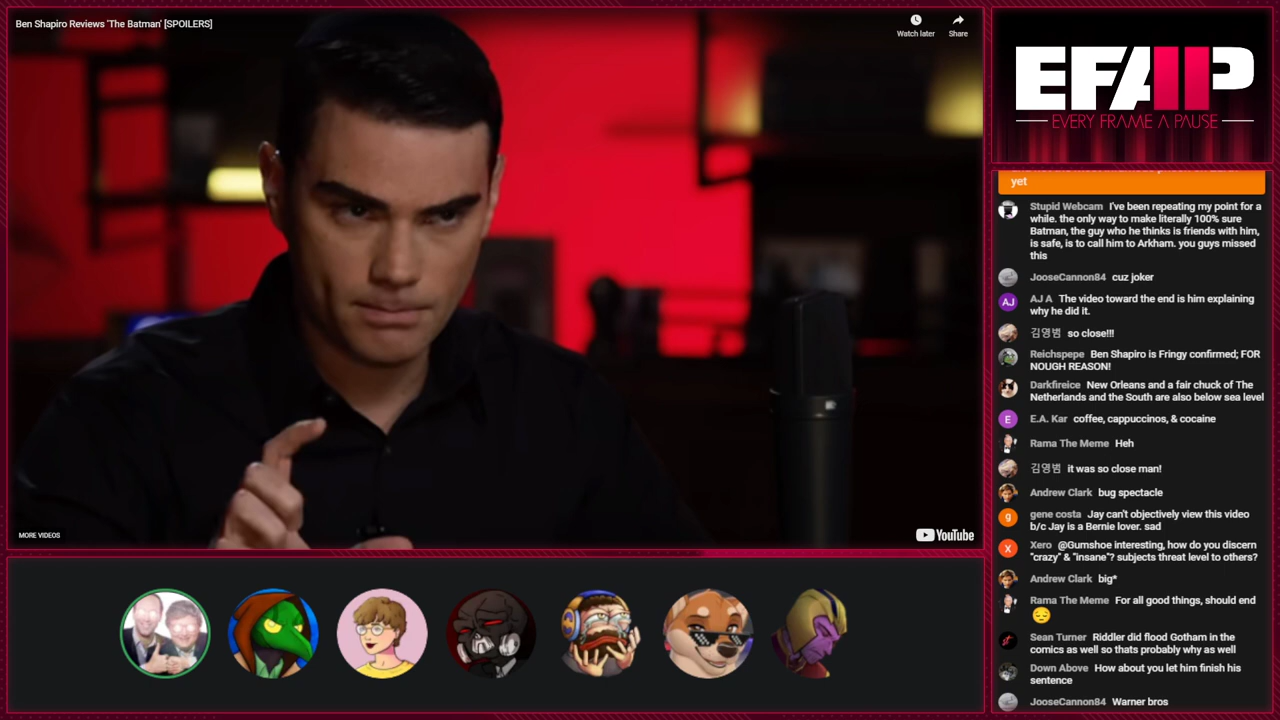 Ben Shapiro Reviews 'The Batman' [SPOILERS]
Watch later
Share
MORE VIDEOS
YouTube
EFAP
EVERY FRAME A PAUSE
yet
Stupid Webcam I've been repeating my point for a
while. the only way to make literally 100% sure
Batman, the guy who he thinks is friends with him,
is safe, is to call him to Arkham. you guys missed
this
JooseCannon84 cuz joker
AJ
AJ A The video toward the end is him explaining
why he did it.
김영범 so close!!!
Reichspepe Ben Shapiro is Fringy confirmed; FOR
NOUGH REASON!
Darkfireice New Orleans and a fair chuck of The
Netherlands and the South are also below sea level
E
E.A. Kar coffee, cappuccinos, & cocaine
Rama The Meme Heh
김영범 it was so close man!
Andrew Clark bug spectacle
g
gene costa Jay can't objectively view this video
b/c Jay is a Bernie lover. sad
X
Xero @Gumshoe interesting, how do you discern
"crazy" & "insane"? subjects threat level to others?
Andrew Clark big*
Rama The Meme For all good things, should end
😔
Sean Turner Riddler did flood Gotham in the
comics as well so thats probably why as well
Down Above How about you let him finish his
sentence
JooseCannon84 Warner bros